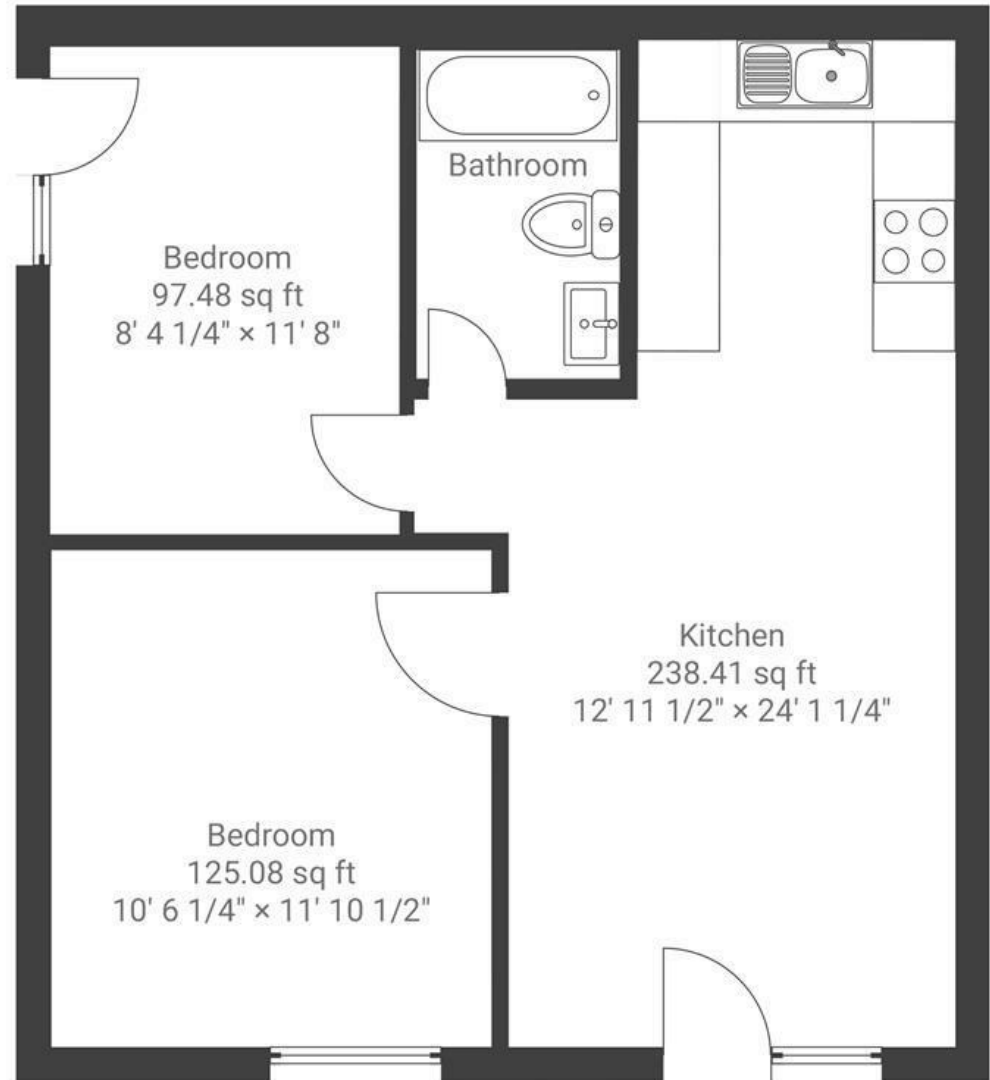 Bathroom
Bedroom
97.48 sq ft
8' 4 1/4" × 11' 8"
Kitchen
238.41 sq ft
12' 11 1/2" × 24' 1 1/4"
Bedroom
125.08 sq ft
10' 6 1/4" × 11' 10 1/2"